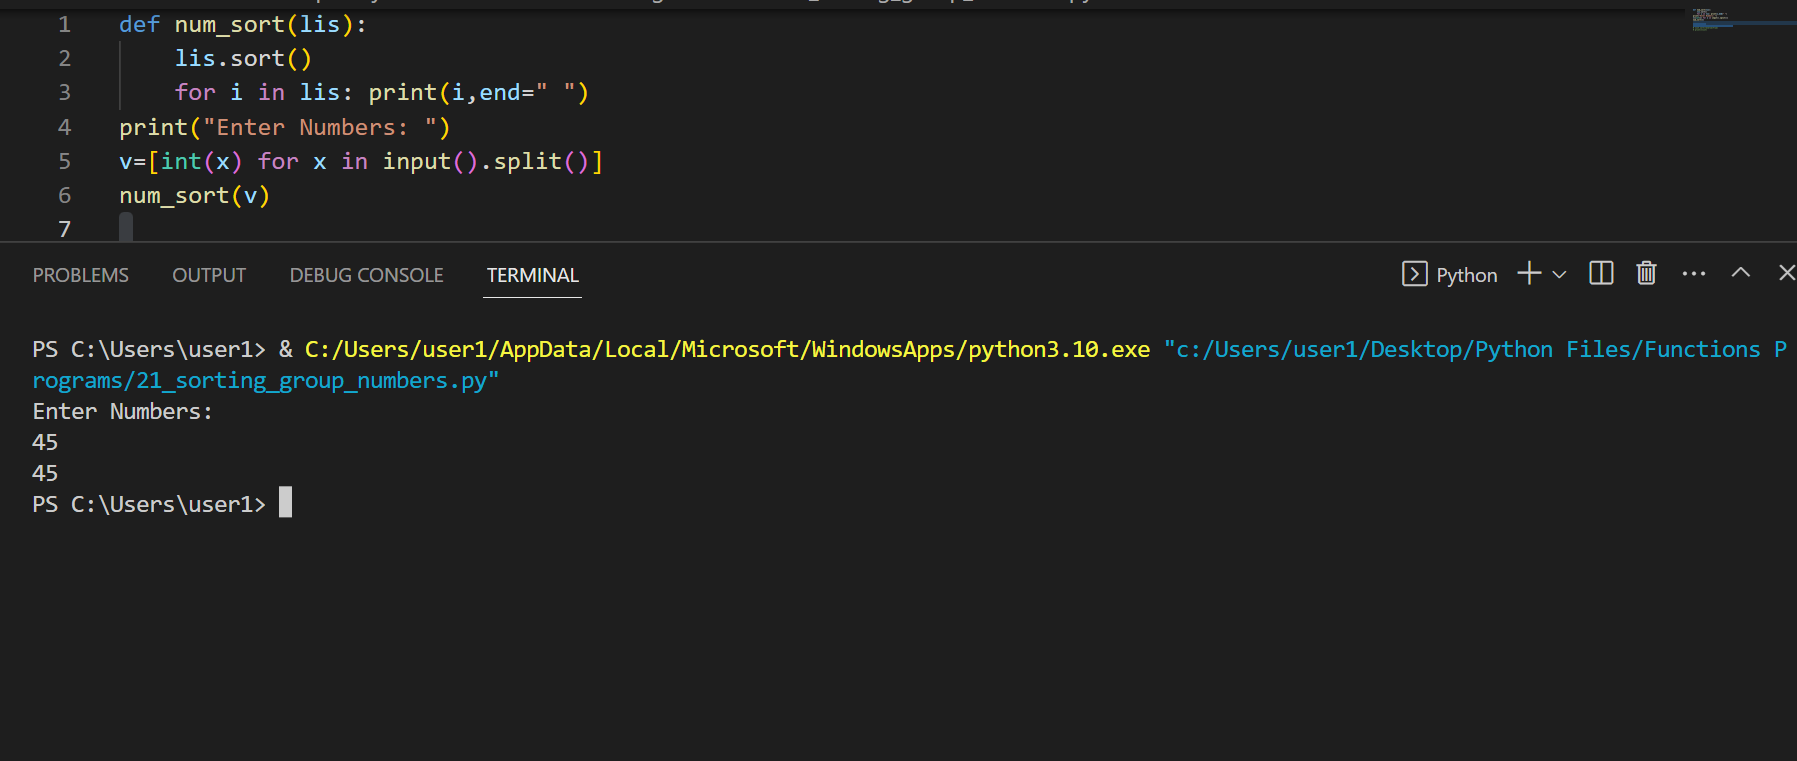 1 def num_sort(lis):
2     lis.sort()
3     for i in lis: print(i,end=" ")
4 print("Enter Numbers: ")
5 v=[int(x) for x in input().split()]
6 num_sort(v)
7
PROBLEMS OUTPUT DEBUG CONSOLE TERMINAL Python
PS C:\Users\user1> & C:/Users/user1/AppData/Local/Microsoft/WindowsApps/python3.10.exe "c:/Users/user1/Desktop/Python Files/Functions P
rograms/21_sorting_group_numbers.py"
Enter Numbers:
45
45
PS C:\Users\user1>